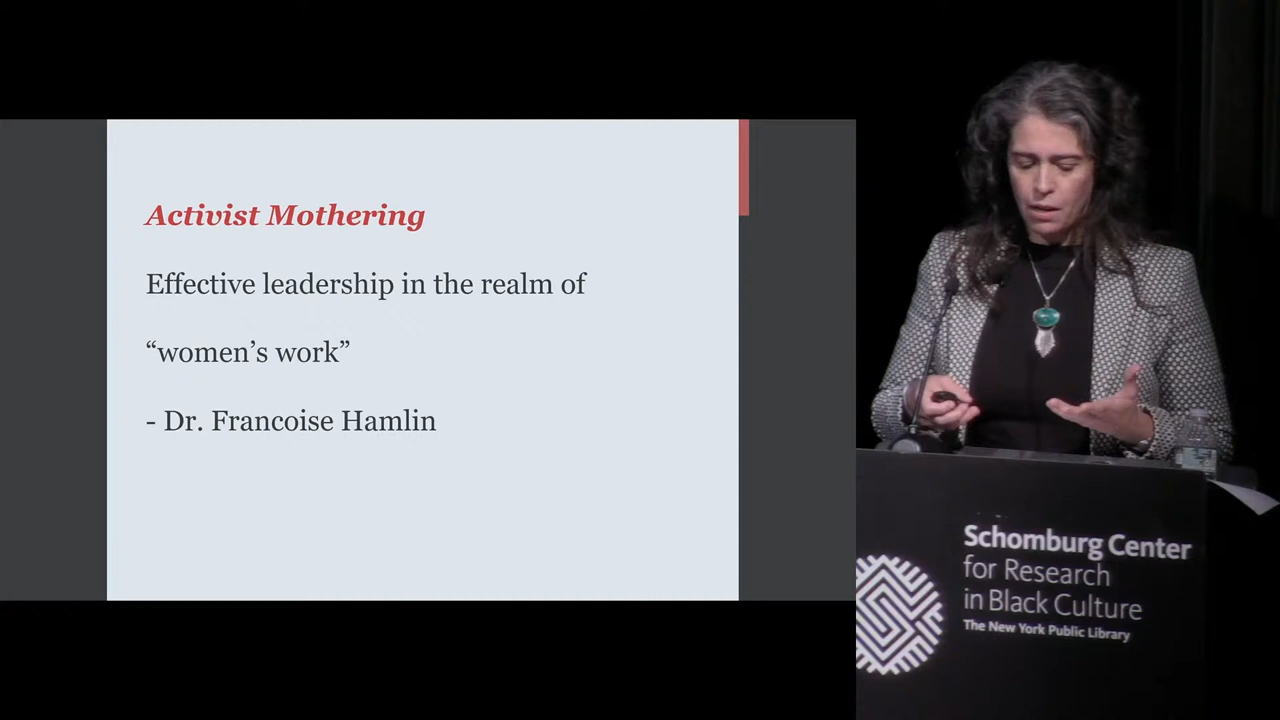 Activist Mothering
Effective leadership in the realm of
“women’s work”
- Dr. Francoise Hamlin
Schomburg Center
for Research
in Black Culture
The New York Public Library